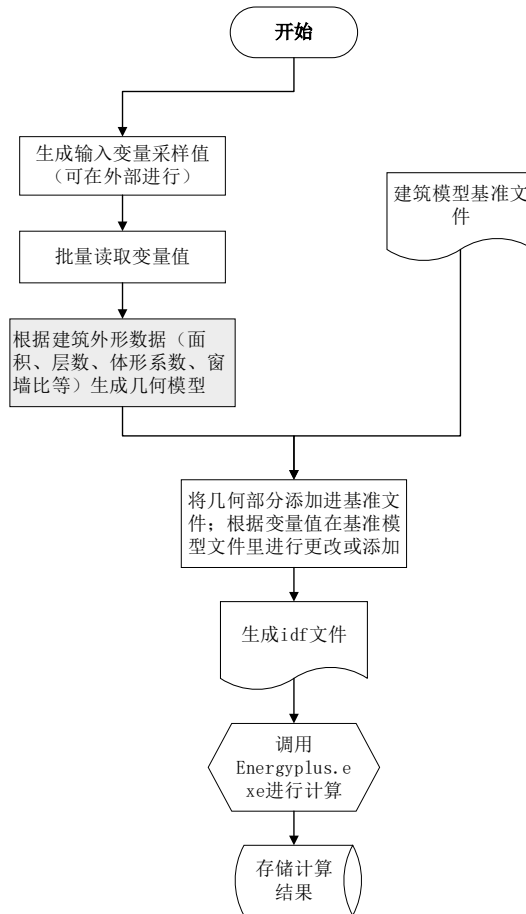 开始
生成输入变量采样值
（可在外部进行）
建筑模型基准文
件
批量读取变量值
根据建筑外形数据（面
积、层数、体形系数、窗
墙比等）生成几何模型
将几何部分添加进基准文
件；根据变量值在基准模
型文件里进行更改或添加
生成idf文件
调用
Energyplus.e
xe进行计算
存储计算
结果